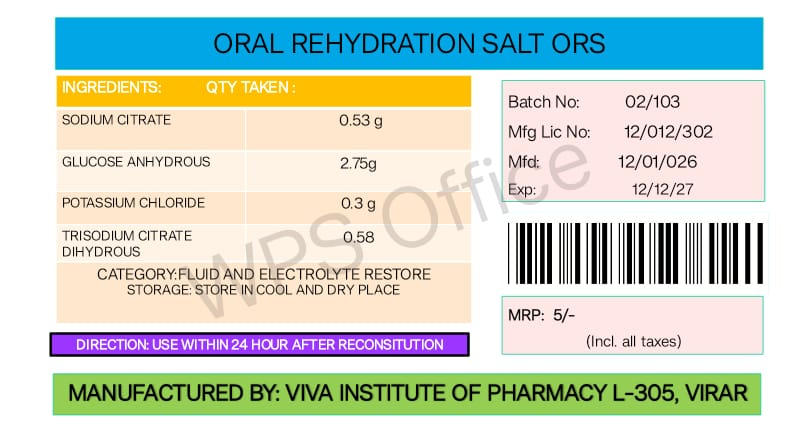 ORAL REHYDRATION SALT ORS
INGREDIENTS: QTY TAKEN :
SODIUM CITRATE 0.53 g
GLUCOSE ANHYDROUS 2.75g
POTASSIUM CHLORIDE 0.3 g
TRISODIUM CITRATE 0.58
DIHYDROUS
CATEGORY:FLUID AND ELECTROLYTE RESTORE
STORAGE: STORE IN COOL AND DRY PLACE
DIRECTION: USE WITHIN 24 HOUR AFTER RECONSITUTION
Batch No: 02/103
Mfg Lic No: 12/012/302
Mfd: 12/01/026
Exp: 12/12/27
MRP: 5/-
(Incl. all taxes)
MANUFACTURED BY: VIVA INSTITUTE OF PHARMACY L-305, VIRAR
WPS Office